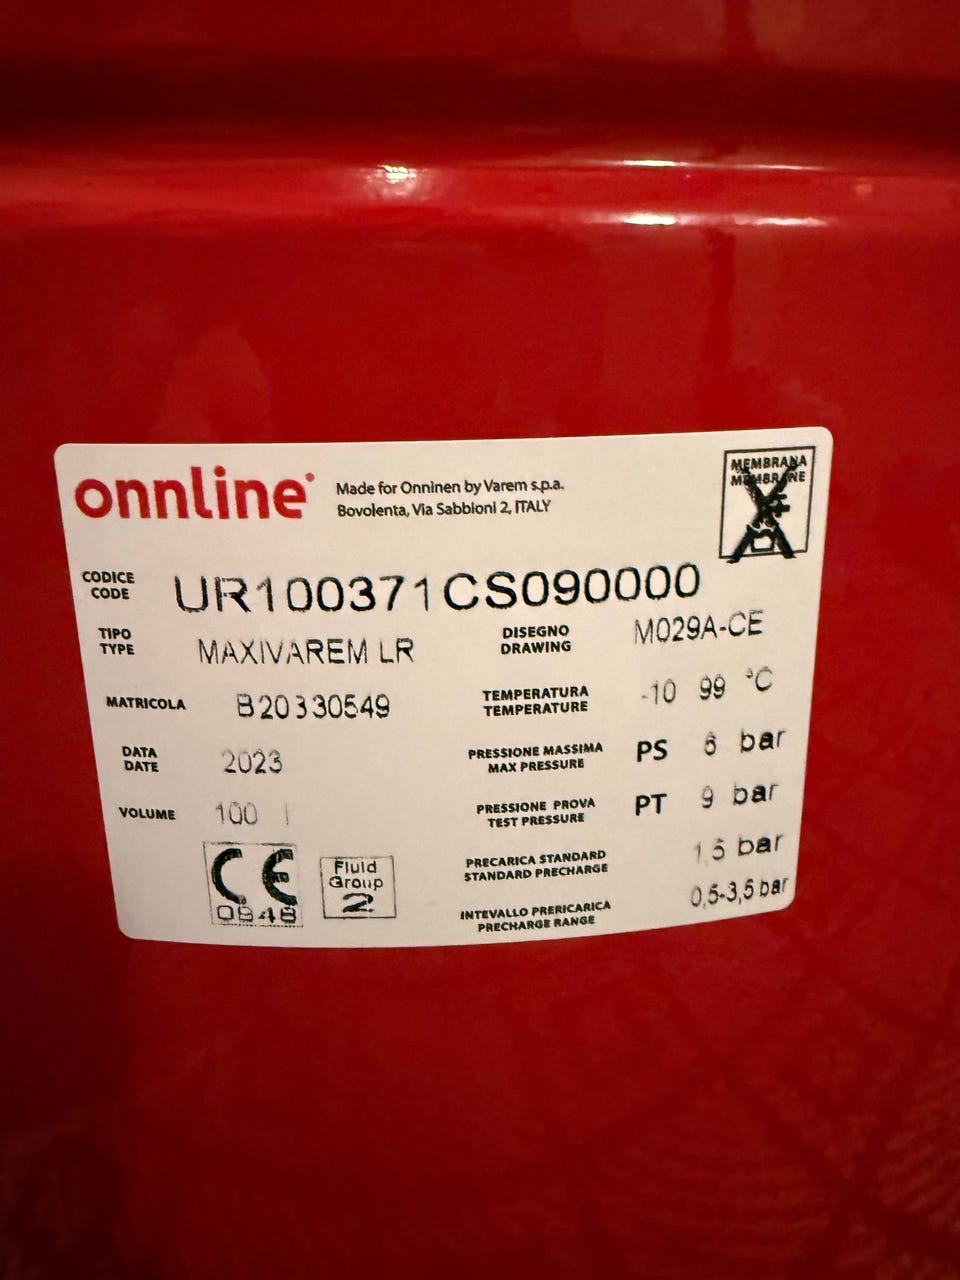 onnline
Made for Onninen by Varem s.p.a.
Bovolenta, Via Sabbioni 2, ITALY
MEMBRANA
MEMBRANE
CODICE
CODE
UR100371CS090000
TIPO
TYPE
MAXIVAREM LR
DISEGNO
DRAWING
M029A-CE
MATRICOLA
B20330549
TEMPERATURA
TEMPERATURE
-10 99 °C
DATA
DATE
2023
PRESSIONE MASSIMA
MAX PRESSURE
PS 6 bar
VOLUME
100 l
PRESSIONE PROVA
TEST PRESSURE
PT 9 bar
CE
0948
Fluid
Group
2
PRECARICA STANDARD
STANDARD PRECHARGE
1,5 bar
INTEVALLO PRERICARICA
PRECHARGE RANGE
0,5-3,5 bar